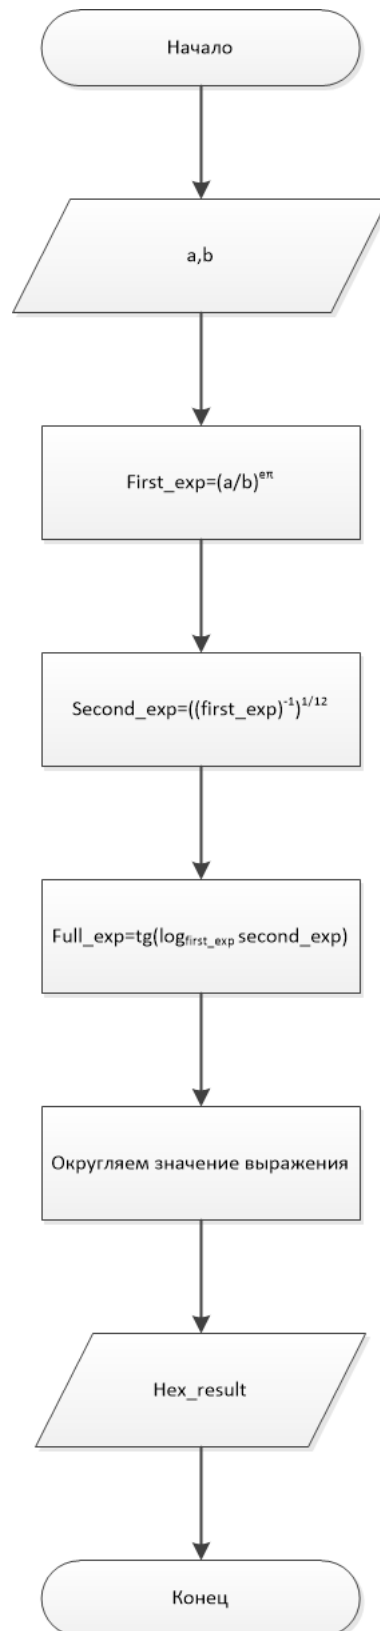 Начало
a,b
First_exp=(a/b)^eπ
Second_exp=((first_exp)^-1)^1/12
Full_exp=tg(log_first_exp second_exp)
Округляем значение выражения
Hex_result
Конец